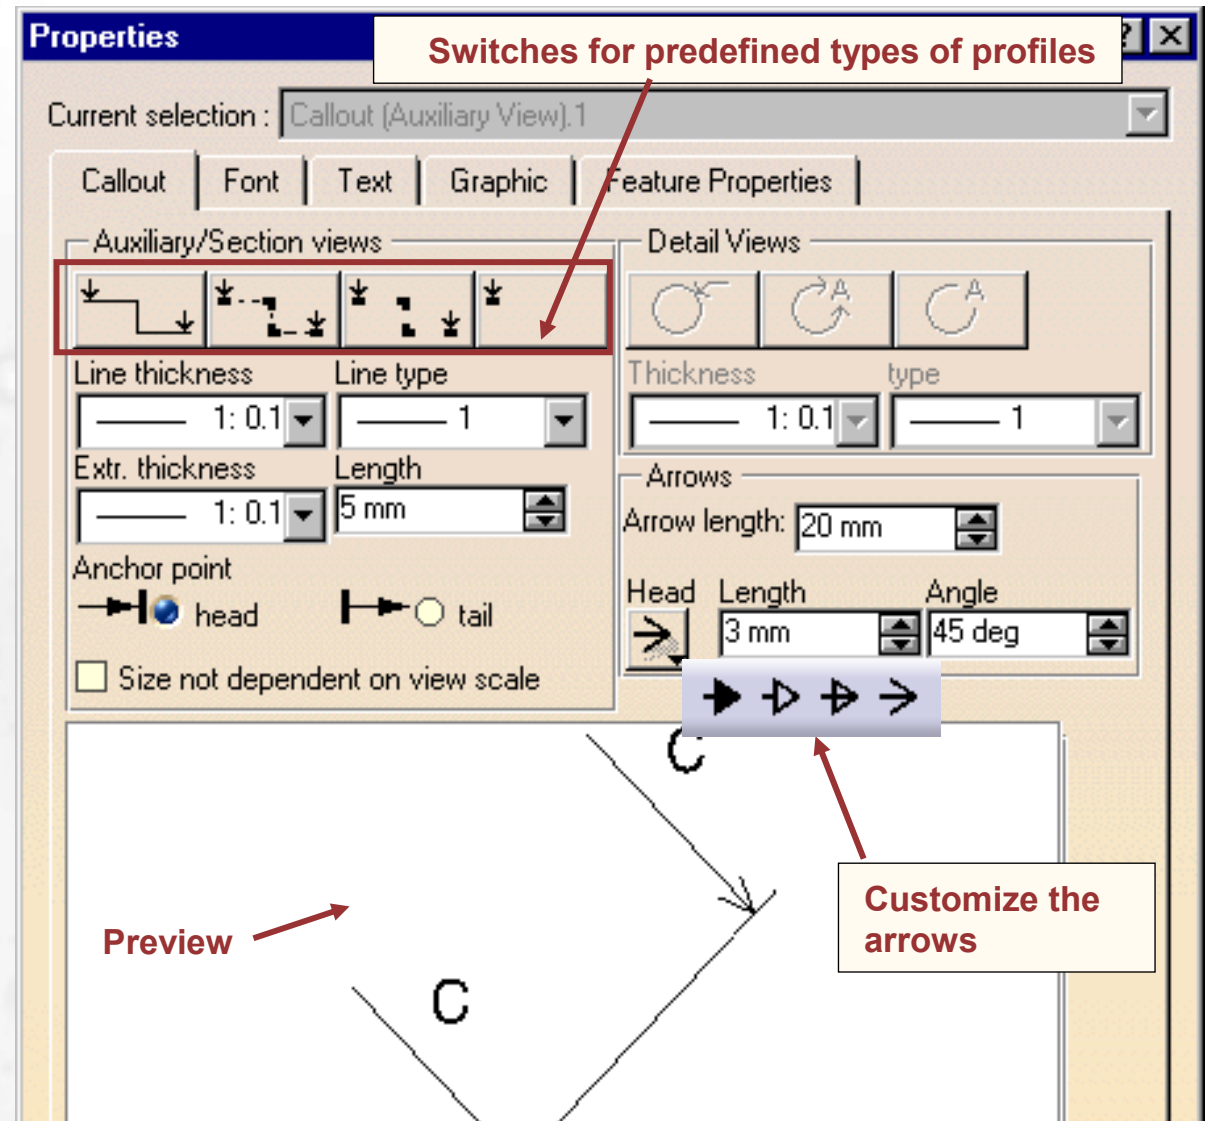 Properties
Switches for predefined types of profiles
?
Current selection : Callout (Auxiliary View).1
Callout Font Text Graphic Feature Properties
Auxiliary/Section views
Detail Views
A A
Line thickness Line type
Thickness type
1: 0.1 1
1: 0.1 1
Extr. thickness Length
1: 0.1 5 mm
Arrows
Arrow length: 20 mm
Anchor point
head tail
Head Length Angle
3 mm 45 deg
Size not dependent on view scale
C
Customize the
arrows
Preview
C